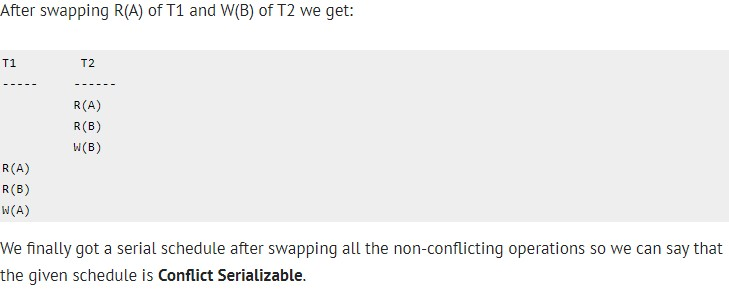 After swapping R(A) of T1 and W(B) of T2 we get:
T1 T2
----- ------
R(A)
R(B)
W(B)
R(A)
R(B)
W(A)
We finally got a serial schedule after swapping all the non-conflicting operations so we can say that
the given schedule is Conflict Serializable.